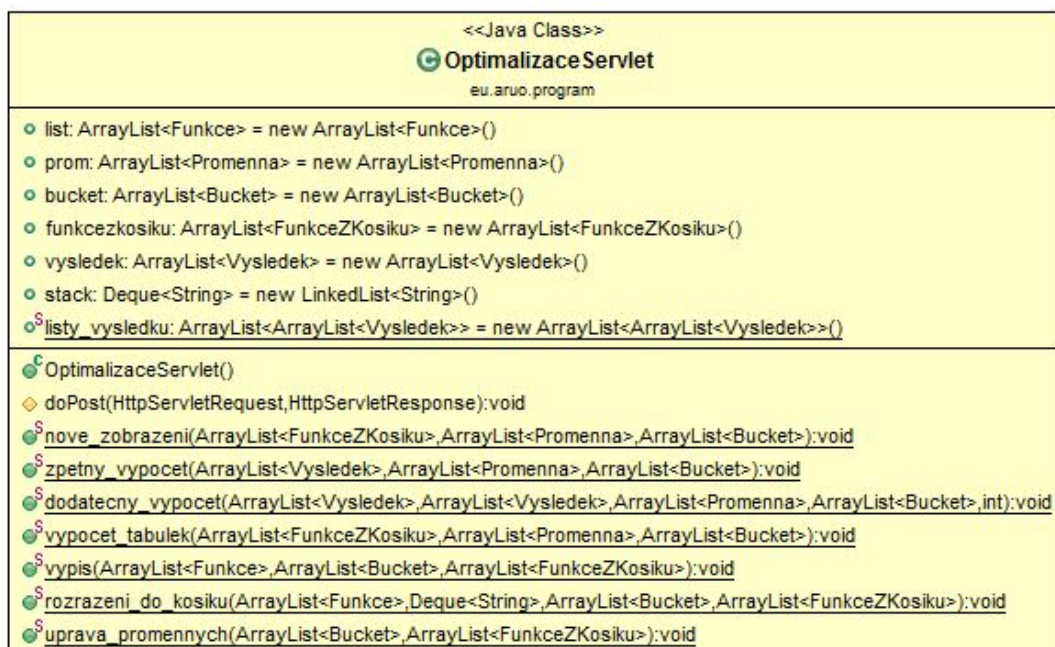 <<Java Class>>
OptimalizaceServlet
eu.aruo.program
list: ArrayList<Funkce> = new ArrayList<Funkce>()
prom: ArrayList<Promenna> = new ArrayList<Promenna>()
bucket: ArrayList<Bucket> = new ArrayList<Bucket>()
funkcezkosiku: ArrayList<FunkceZKosiku> = new ArrayList<FunkceZKosiku>()
vysledek: ArrayList<Vysledek> = new ArrayList<Vysledek>()
stack: Deque<String> = new LinkedList<String>()
S listy_vysledku: ArrayList<ArrayList<Vysledek>> = new ArrayList<ArrayList<Vysledek>>()
C OptimalizaceServlet()
doPost(HttpServletRequest,HttpServletResponse):void
S nove_zobrazeni(ArrayList<FunkceZKosiku>,ArrayList<Promenna>,ArrayList<Bucket>):void
S zpetny_vypocet(ArrayList<Vysledek>,ArrayList<Promenna>,ArrayList<Bucket>):void
S dodatecny_vypocet(ArrayList<Vysledek>,ArrayList<Vysledek>,ArrayList<Promenna>,ArrayList<Bucket>,int):void
S vypocet_tabulek(ArrayList<FunkceZKosiku>,ArrayList<Promenna>,ArrayList<Bucket>):void
S vypis(ArrayList<Funkce>,ArrayList<Bucket>,ArrayList<FunkceZKosiku>):void
S rozrazeni_do_kosiku(ArrayList<Funkce>,Deque<String>,ArrayList<Bucket>,ArrayList<FunkceZKosiku>):void
S uprava_promennych(ArrayList<Bucket>,ArrayList<FunkceZKosiku>):void